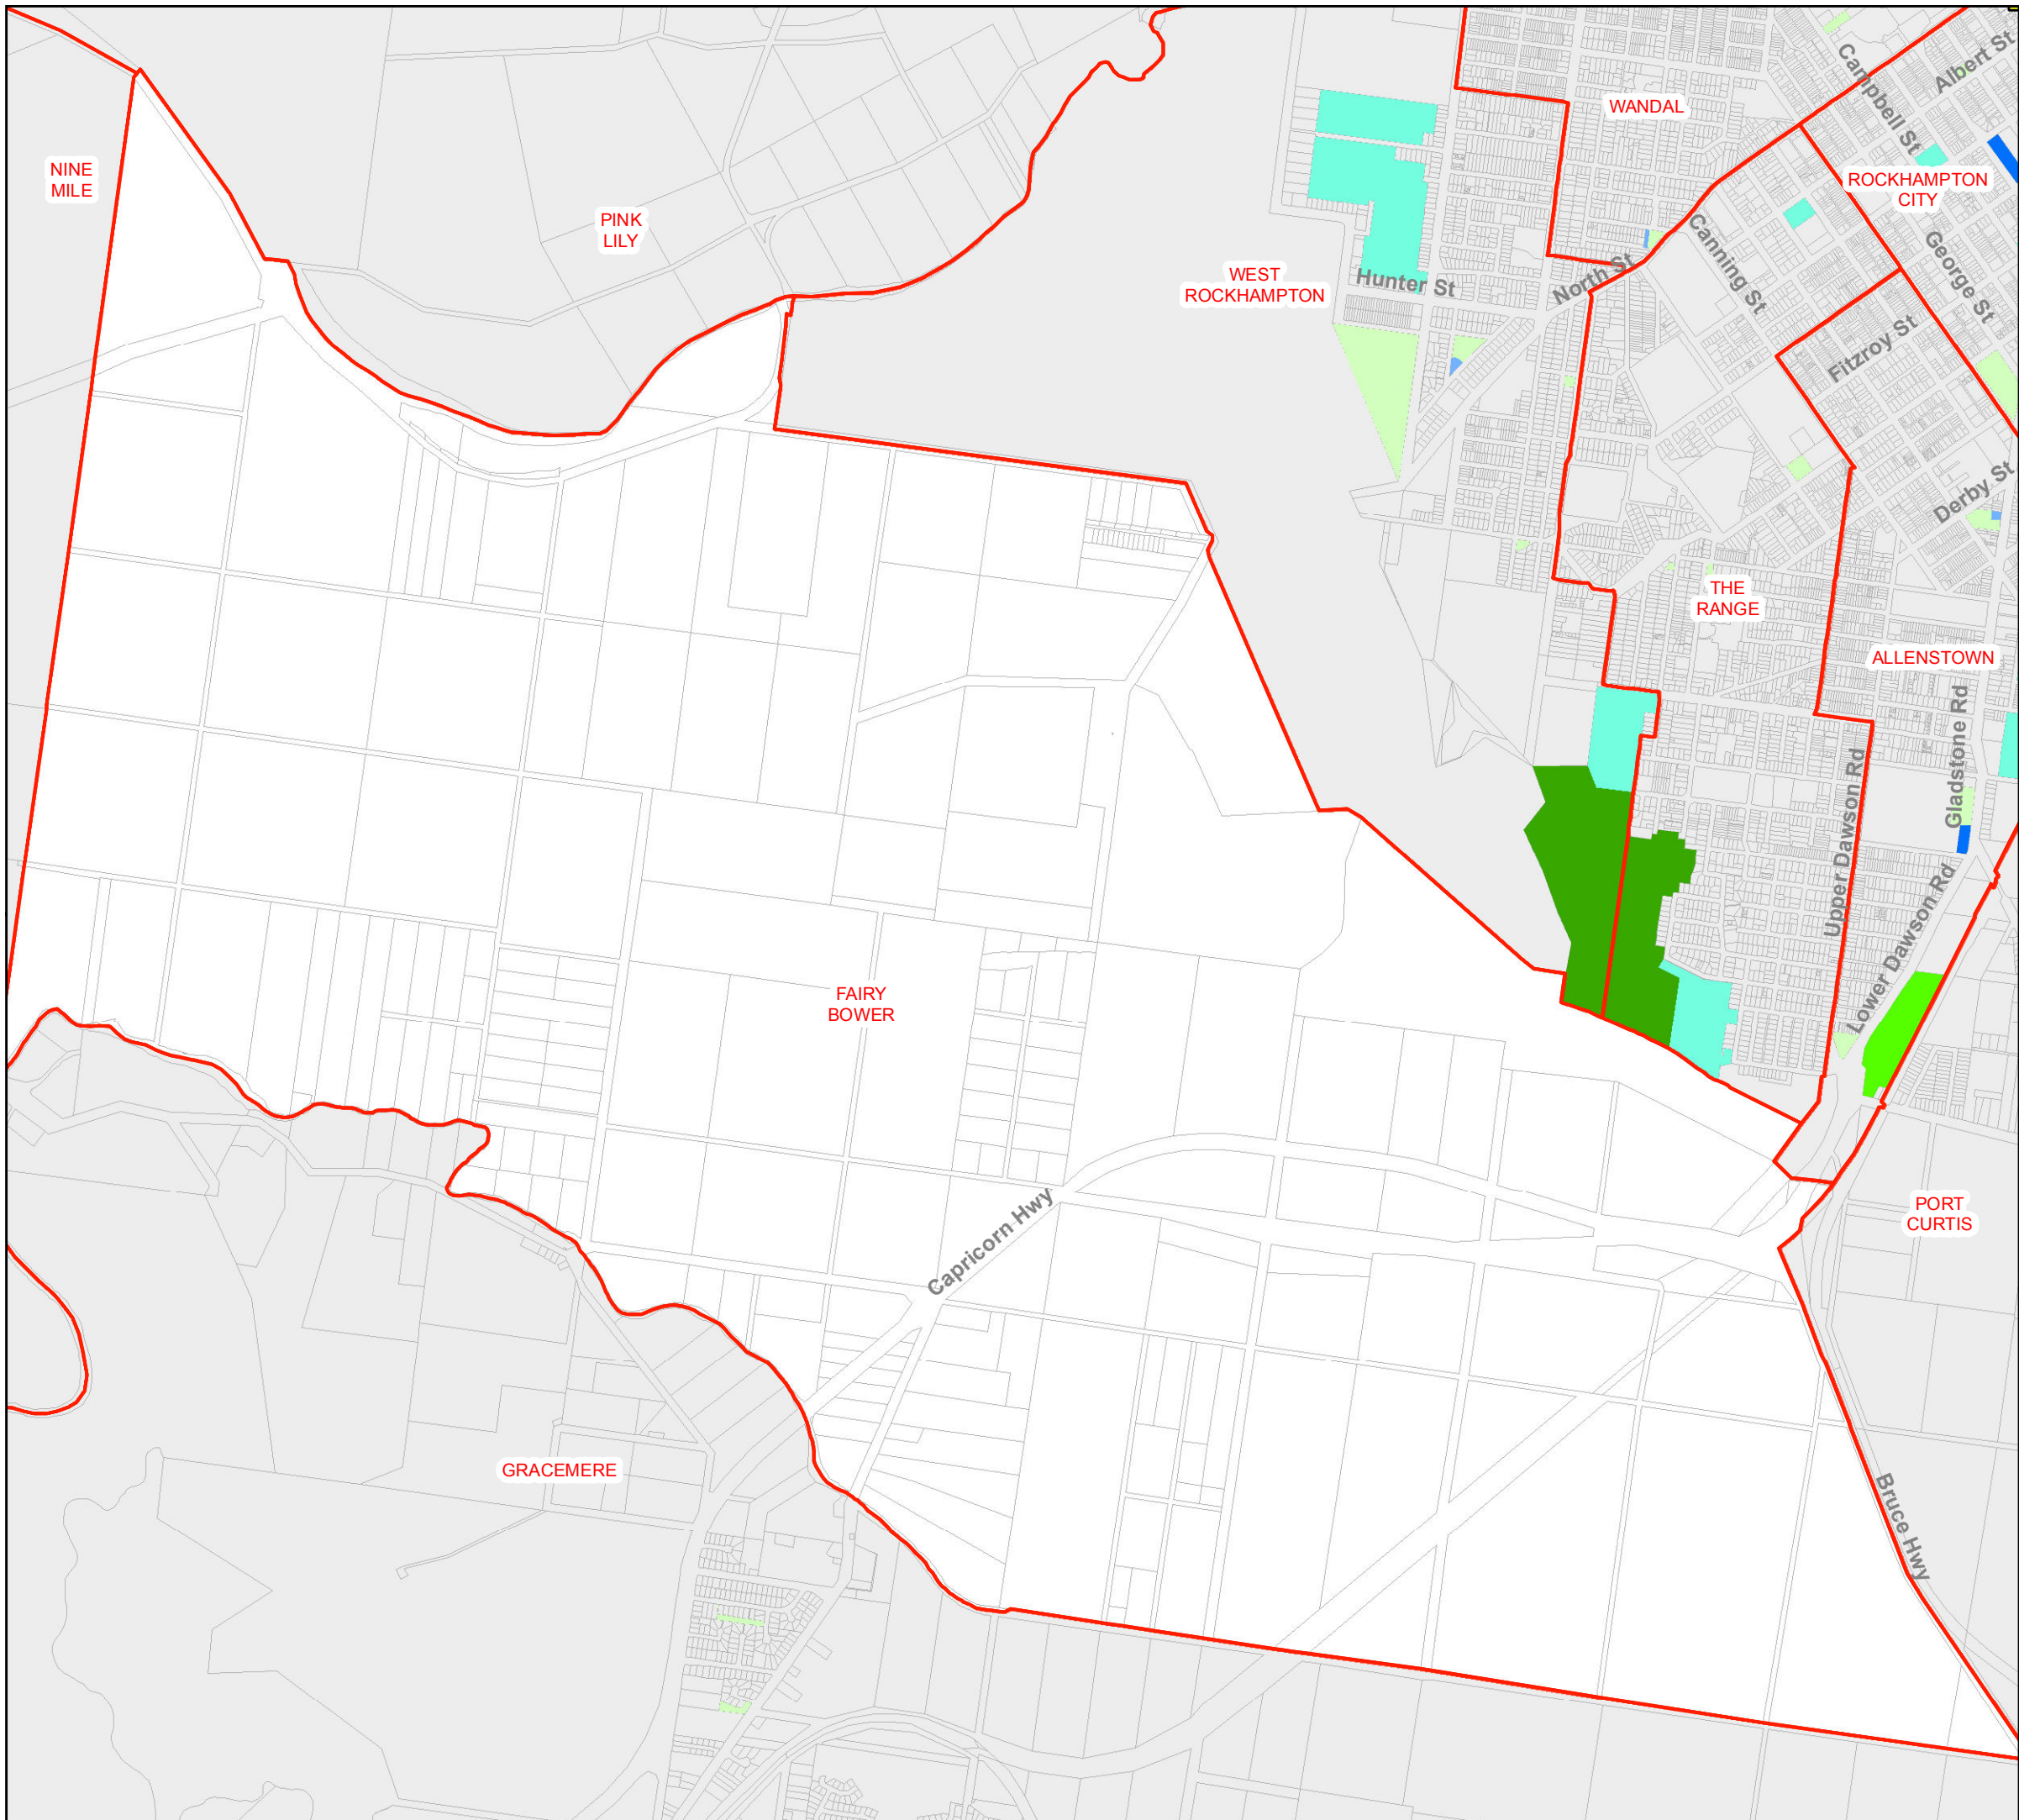 Albert St
Campbell St
WANDAL
NINE
MILE
ROCKHAMPTON
CITY
PINK
LILY
Canning St
George St
WEST
ROCKHAMPTON
Hunter St
North St
Fitzroy St
Derby St
THE
RANGE
ALLENSTOWN
Gladstone Rd
Upper Dawson Rd
Lower Dawson Rd
FAIRY
BOWER
Capricorn Hwy
PORT
CURTIS
GRACEMERE
Bruce Hwy